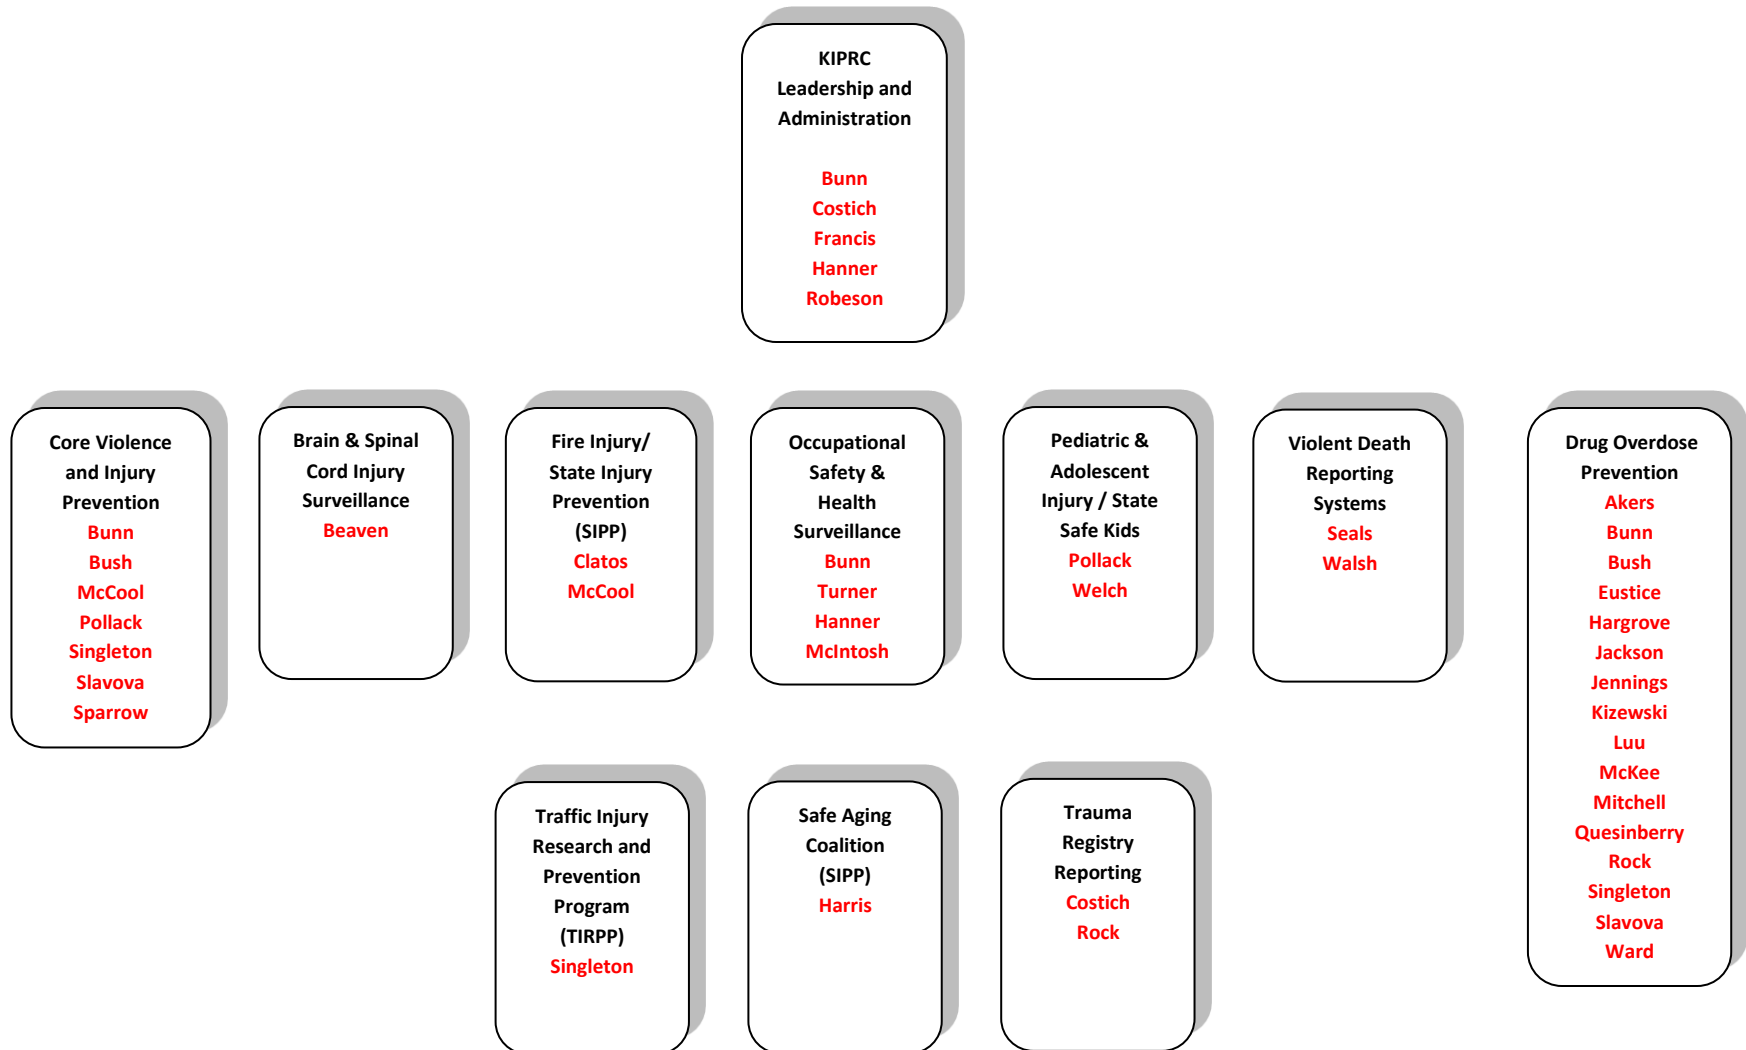 KIPRC
Leadership and
Administration
Bunn
Costich
Francis
Hanner
Robeson
Core Violence
and Injury
Prevention
Bunn
Bush
McCool
Pollack
Singleton
Slavova
Sparrow
Brain & Spinal
Cord Injury
Surveillance
Beaven
Fire Injury/
State Injury
Prevention
(SIPP)
Clatos
McCool
Occupational
Safety &
Health
Surveillance
Bunn
Turner
Hanner
McIntosh
Pediatric &
Adolescent
Injury / State
Safe Kids
Pollack
Welch
Violent Death
Reporting
Systems
Seals
Walsh
Drug Overdose
Prevention
Akers
Bunn
Bush
Eustice
Hargrove
Jackson
Jennings
Kizewski
Luu
McKee
Mitchell
Quesinberry
Rock
Singleton
Slavova
Ward
Traffic Injury
Research and
Prevention
Program
(TIRPP)
Singleton
Safe Aging
Coalition
(SIPP)
Harris
Trauma
Registry
Reporting
Costich
Rock